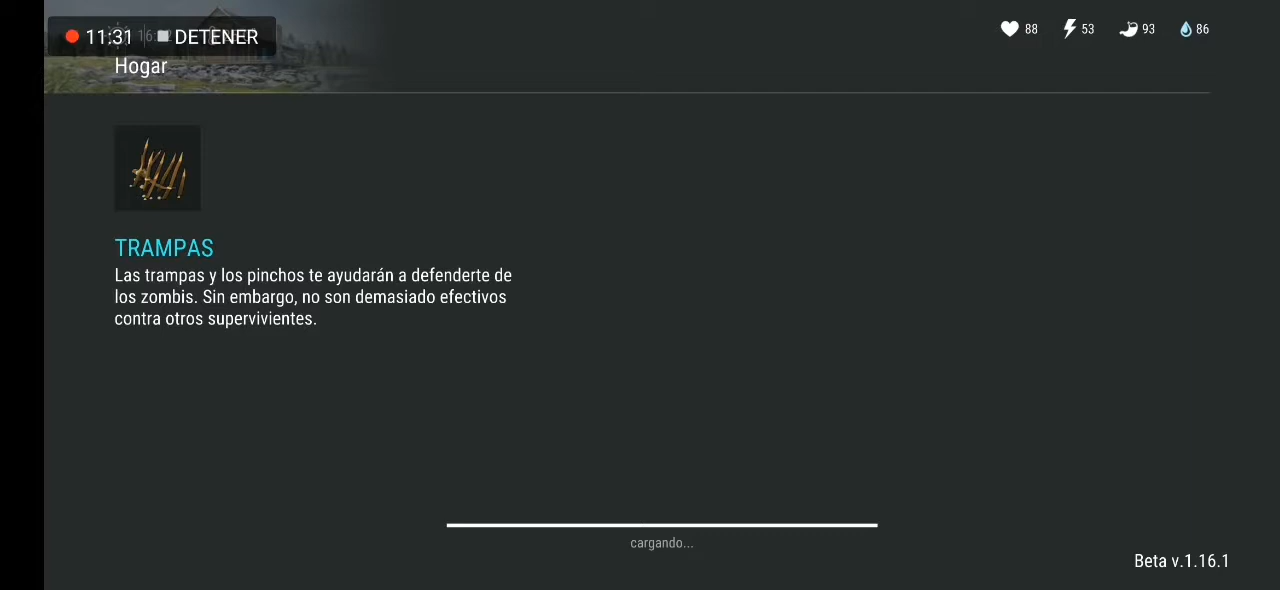 11:31 DETENER
Hogar
88 53 93 86
TRAMPAS
Las trampas y los pinchos te ayudarán a defenderte de
los zombis. Sin embargo, no son demasiado efectivos
contra otros supervivientes.
cargando...
Beta v.1.16.1